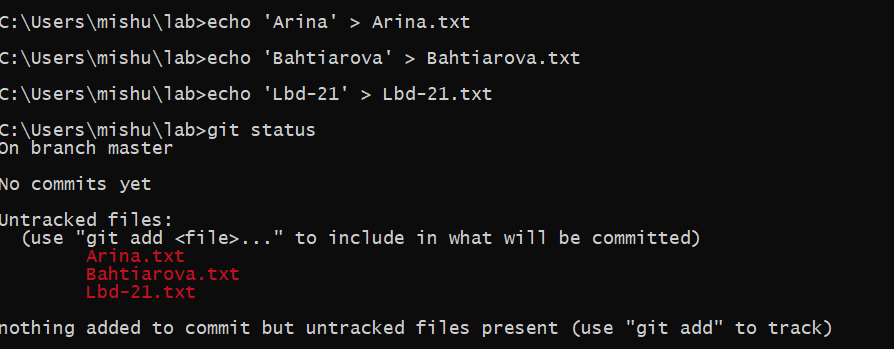 C:\Users\mishu\lab>echo 'Arina' > Arina.txt
C:\Users\mishu\lab>echo 'Bahtiarova' > Bahtiarova.txt
C:\Users\mishu\lab>echo 'Lbd-21' > Lbd-21.txt
C:\Users\mishu\lab>git status
On branch master
No commits yet
Untracked files:
(use "git add <file>..." to include in what will be committed)
Arina.txt
Bahtiarova.txt
Lbd-21.txt
nothing added to commit but untracked files present (use "git add" to track)